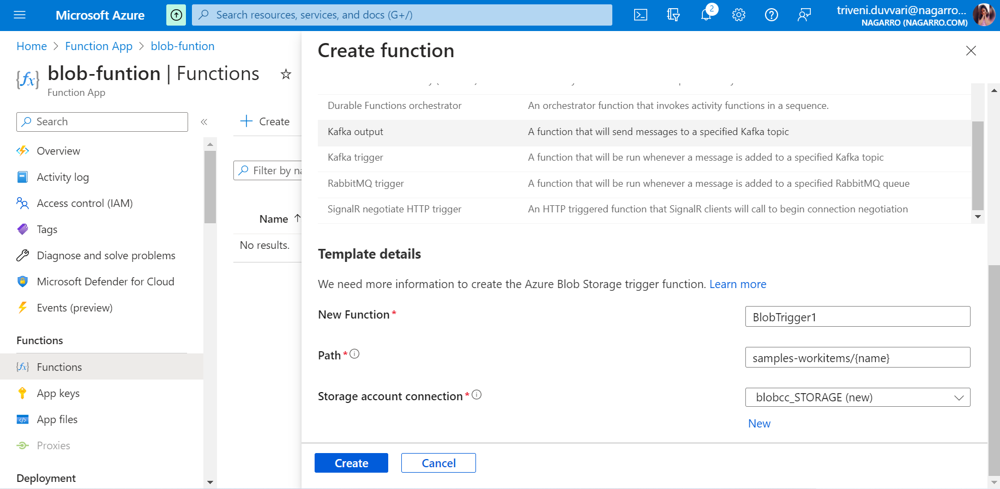 Microsoft Azure
Search resources, services, and docs (G+/)
2
triveni.duvvari@nagarro...
NAGARRO (NAGARRO.COM)
Home > Function App > blob-funtion
{fx}
blob-funtion | Functions
Function App
Search
«
Overview
Activity log
Access control (IAM)
Tags
Diagnose and solve problems
Microsoft Defender for Cloud
Events (preview)
Functions
{fx} Functions
App keys
App files
Proxies
Deployment
+ Create
Filter by na
Name ↑
No results.
Create function
Durable Functions orchestrator An orchestrator function that invokes activity functions in a sequence.
Kafka output A function that will send messages to a specified Kafka topic
Kafka trigger A function that will be run whenever a message is added to a specified Kafka topic
RabbitMQ trigger A function that will be run whenever a message is added to a specified RabbitMQ queue
SignalR negotiate HTTP trigger An HTTP triggered function that SignalR clients will call to begin connection negotiation
Template details
We need more information to create the Azure Blob Storage trigger function. Learn more
New Function * BlobTrigger1
Path * samples-workitems/{name}
Storage account connection * blobcc_STORAGE (new)
New
Create Cancel